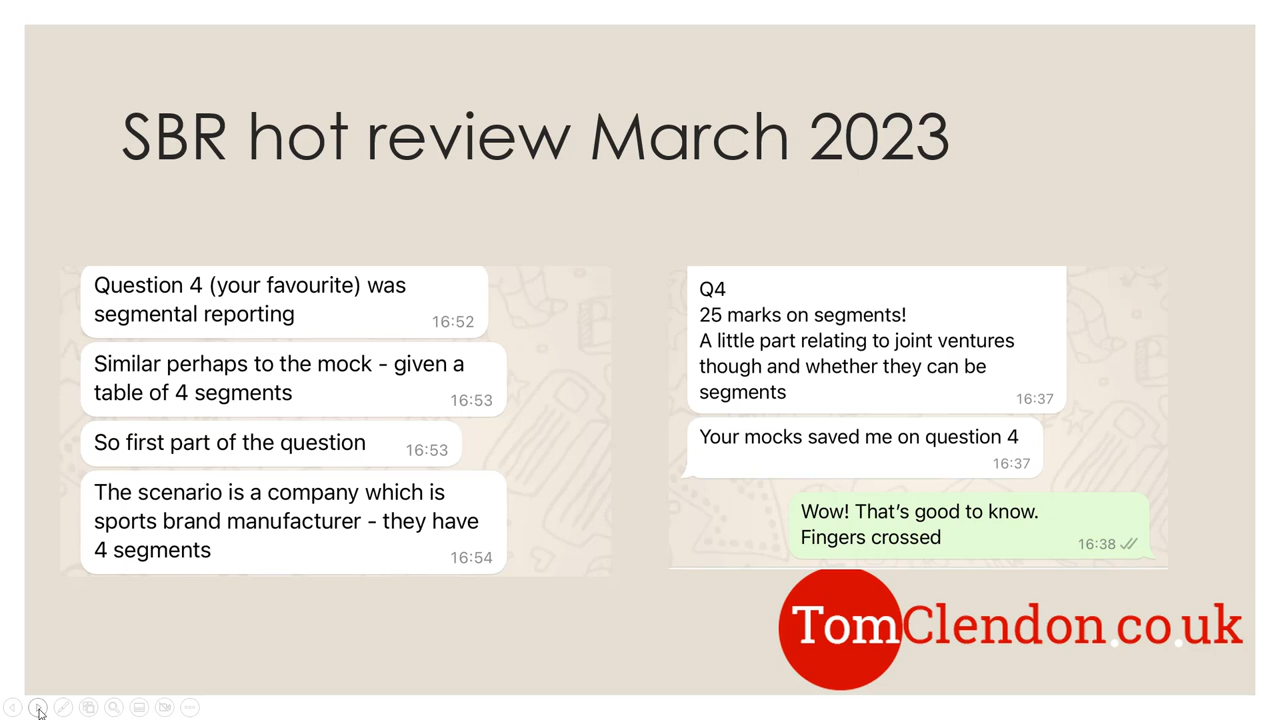 SBR hot review March 2023
Question 4 (your favourite) was
segmental reporting
16:52
Similar perhaps to the mock - given a
table of 4 segments
16:53
So first part of the question
16:53
The scenario is a company which is
sports brand manufacturer - they have
4 segments
16:54
Q4
25 marks on segments!
A little part relating to joint ventures
though and whether they can be
segments
16:37
Your mocks saved me on question 4
16:37
Wow! That's good to know.
Fingers crossed
16:38
TomClendon.co.uk